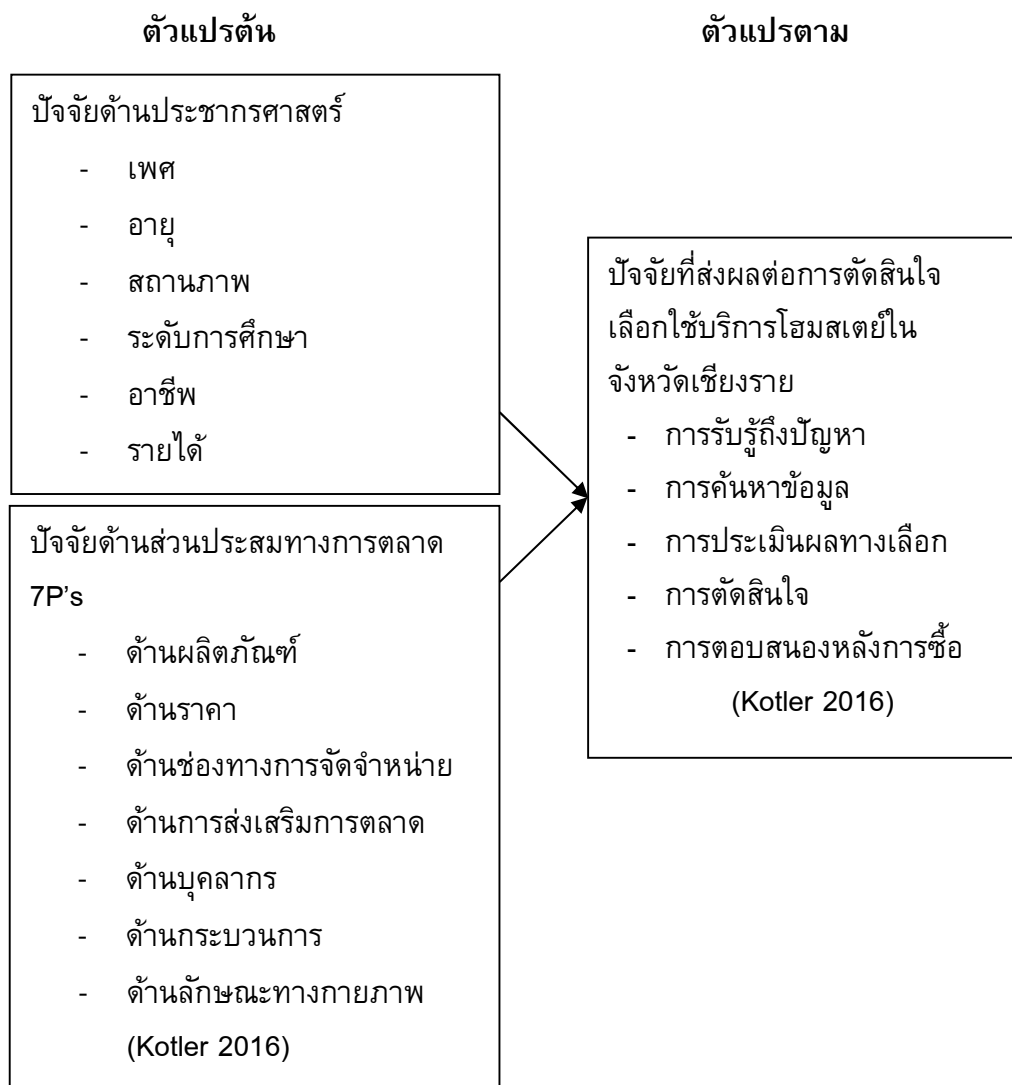 ตัวแปรต้น
ตัวแปรตาม
ปัจจัยด้านประชากรศาสตร์
- เพศ
- อายุ
- สถานภาพ
- ระดับการศึกษา
- อาชีพ
- รายได้
ปัจจัยด้านส่วนประสมทางการตลาด
7P's
- ด้านผลิตภัณฑ์
- ด้านราคา
- ด้านช่องทางการจัดจำหน่าย
- ด้านการส่งเสริมการตลาด
- ด้านบุคลากร
- ด้านกระบวนการ
- ด้านลักษณะทางกายภาพ
(Kotler 2016)
ปัจจัยที่ส่งผลต่อการตัดสินใจ
เลือกใช้บริการโฮมสเตย์ใน
จังหวัดเชียงราย
- การรับรู้ถึงปัญหา
- การค้นหาข้อมูล
- การประเมินผลทางเลือก
- การตัดสินใจ
- การตอบสนองหลังการซื้อ
(Kotler 2016)